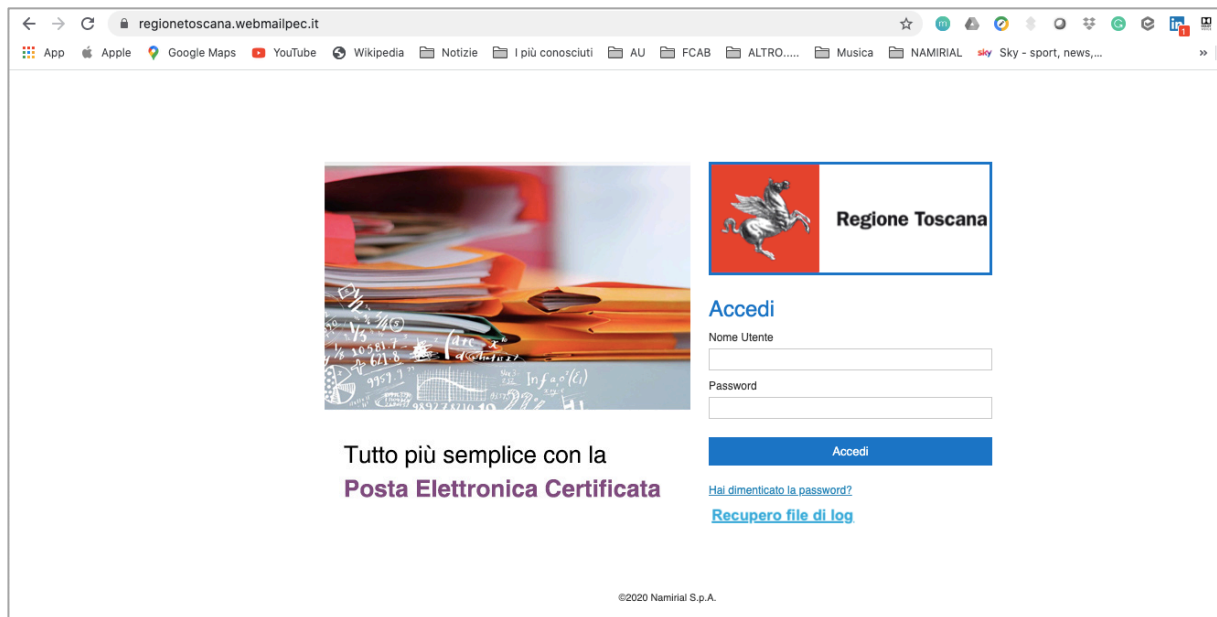 regionetoscana.webmailpec.it
App Apple Google Maps YouTube Wikipedia Notizie I più conosciuti AU FCAB ALTRO..... Musica NAMIRIAL sky Sky - sport, news,... »
Regione Toscana
Accedi
Nome Utente
Password
Accedi
Hai dimenticato la password?
Recupero file di log
Tutto più semplice con la
Posta Elettronica Certificata
©2020 Namirial S.p.A.